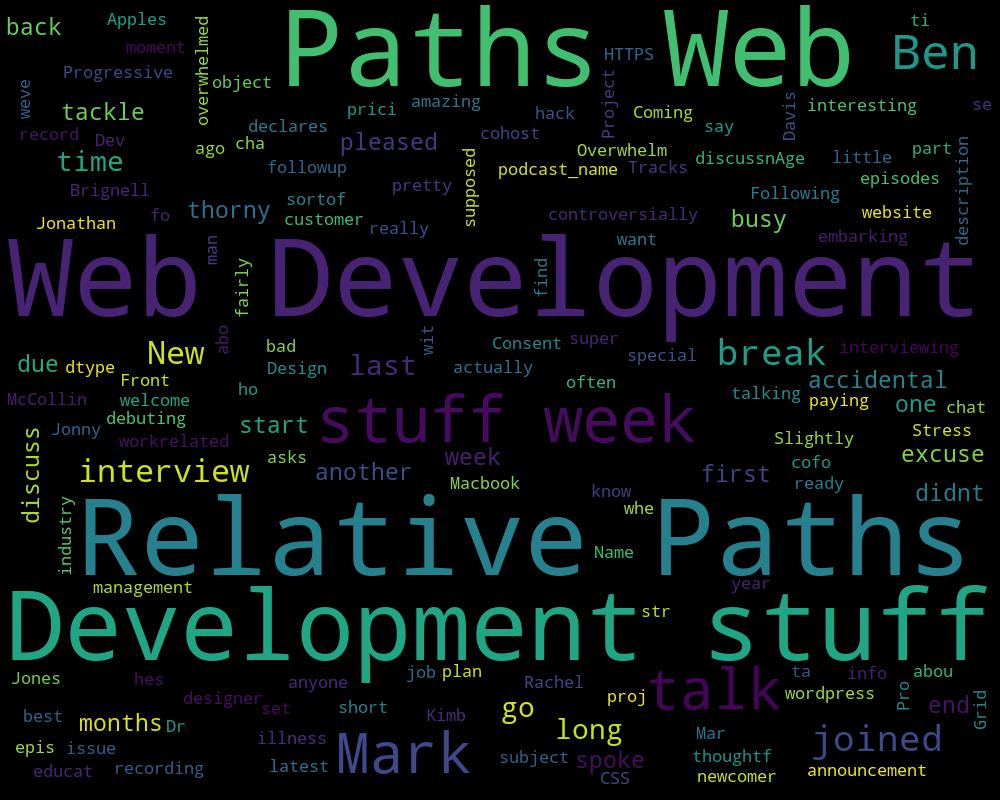 back
Apples
Paths Web
ti
moment
HTTPS
Ben
Progressive
overwhelmed
object
weve
tackle
prici
amazing
hack
Project
Coming
Davis
interesting
se
record
Dev
declares
pleased
cohost
say
time
ago
cha
Overwhelm
discussnAge
little
part
description
followup
supposed
podcast_name
Tracks
episodes
Brignell
pretty
Following
thorny
sortof
Jonathan
fo
customer
really
controversially
busy
website
want
embarking
man
Web Development
fairly
find
abo
wit
New
bad
Consent
super
special
break
interviewing
due
dtype
Design
last
actually
Front
ho
often
talking
accidental
McCollin
welcome
paying
one
chat
debuting
stuff week
Jonny
workrelated
start
Slightly
Stress
discuss
asks
week
excuse
interview
another
first
cofo
Macbook
know
ready
didnt
industry
whe
Relative Paths
Name
management
year
Development stuff
str
Jones
hes
anyone
job
plan
Rachel
talk
ta
info
abou
designer
set
proj
wordpress
Pro
Grid
best
months
Dr
short
Kimb
go
long
end
epis
issue
illness
Mark
Mar
joined
educat
recording
latest
subject
spoke
thoughtf
CSS
newcomer
announcement